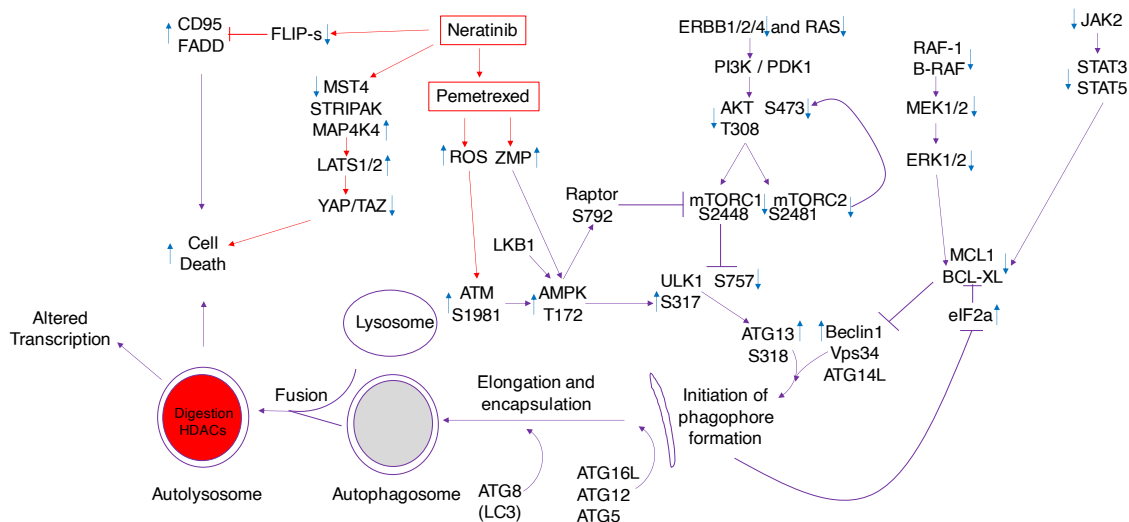 CD95
FADD
FLIP-s
Neratinib
ERBB1/2/4 and RAS
JAK2
RAF-1
B-RAF
STAT3
STAT5
PI3K / PDK1
MST4
STRIPAK
MAP4K4
Pemetrexed
AKT S473
T308
MEK1/2
ROS ZMP
LATS1/2
ERK1/2
YAP/TAZ
Raptor
S792
mTORC1 mTORC2
S2448 S2481
Cell
Death
LKB1
MCL1
BCL-XL
ATM
S1981
AMPK
T172
ULK1 S757
S317
eIF2a
Lysosome
Altered
Transcription
ATG13
S318
Beclin1
Vps34
ATG14L
Fusion
Elongation and
encapsulation
Initiation of
phagophore
formation
Digestion
HDACs
Autolysosome
Autophagosome
ATG8
(LC3)
ATG16L
ATG12
ATG5